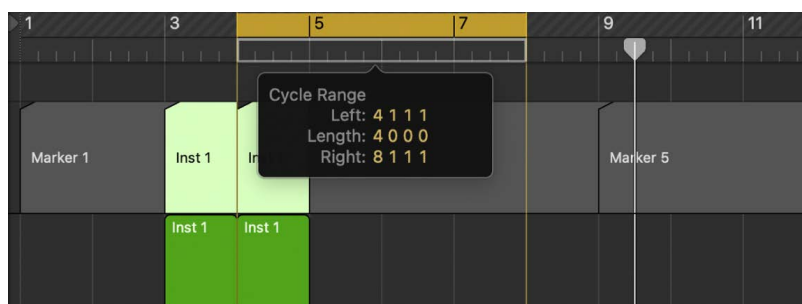 1 3 5 7 9 11
Cycle Range
Left: 4 1 1 1
Length: 4 0 0 0
Right: 8 1 1 1
Marker 1
Inst 1
Marker 5
Inst 1
Inst 1